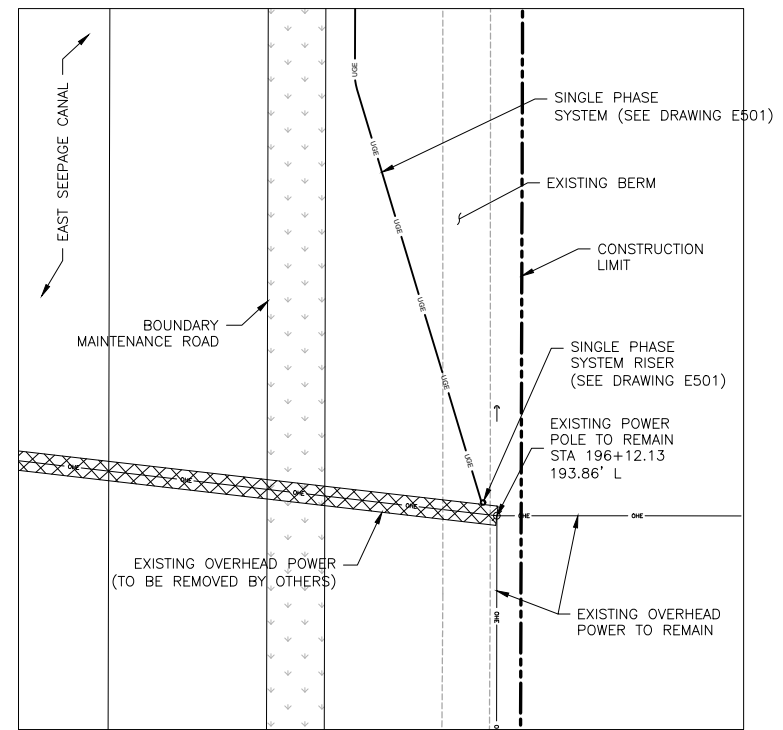 EAST SEEPAGE CANAL
UGE
SINGLE PHASE
SYSTEM (SEE DRAWING E501)
UGE
EXISTING BERM
UGE
CONSTRUCTION
LIMIT
UGE
BOUNDARY
MAINTENANCE ROAD
SINGLE PHASE
SYSTEM RISER
(SEE DRAWING E501)
UGE
EXISTING POWER
POLE TO REMAIN
STA 196+12.13
193.86' L
UGE
OHE
OHE
OHE
OHE
OHE
OHE
EXISTING OVERHEAD POWER
(TO BE REMOVED BY OTHERS)
OHE
EXISTING OVERHEAD
POWER TO REMAIN
O